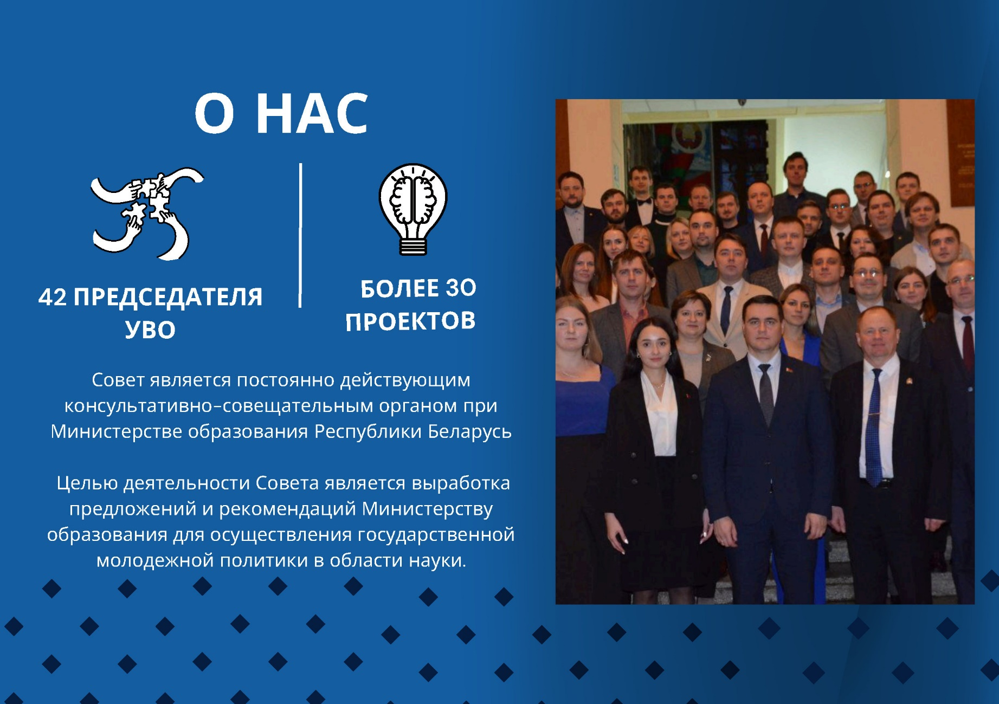 О НАС
42 ПРЕДСЕДАТЕЛЯ
УВО
БОЛЕЕ 30
ПРОЕКТОВ
Совет является постоянно действующим
консультативно-совещательным органом при
Министерстве образования Республики Беларусь
Целью деятельности Совета является выработка
предложений и рекомендаций Министерству
образования для осуществления государственной
молодежной политики в области науки.